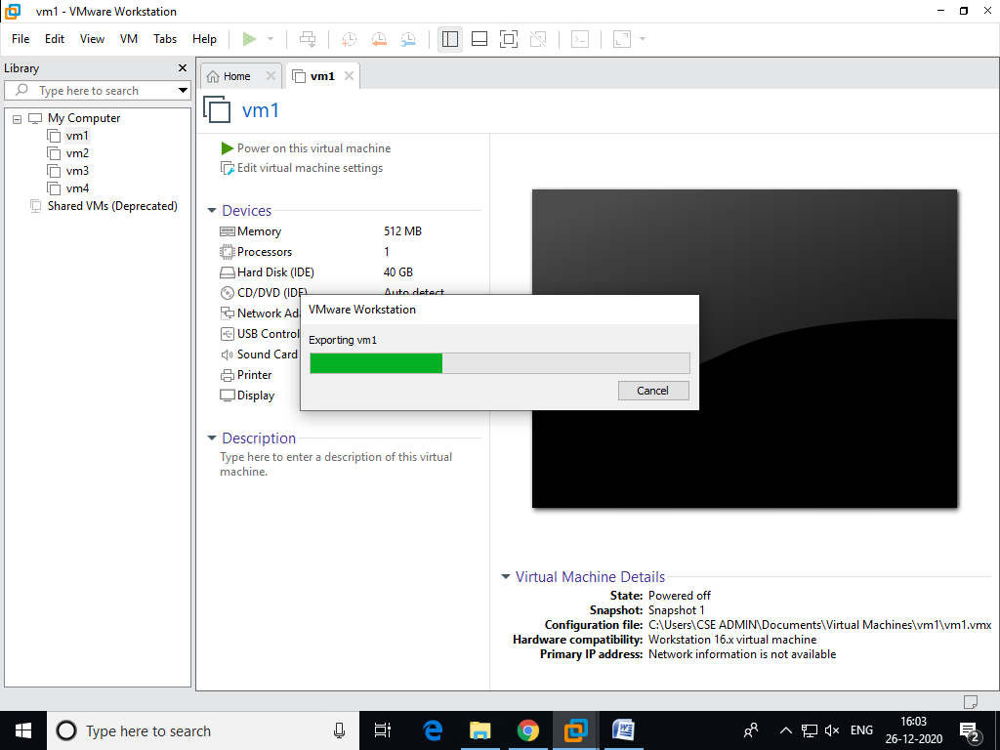 vm1 - VMware Workstation
File Edit View VM Tabs Help
Library
Type here to search
My Computer
vm1
vm2
vm3
vm4
Shared VMs (Deprecated)
Home
vm1
vm1
Power on this virtual machine
Edit virtual machine settings
Devices
Memory 512 MB
Processors 1
Hard Disk (IDE) 40 GB
CD/DVD (IDE) Auto detect
Network Ad
USB Control
Sound Card
Printer
Display
VMware Workstation
Exporting vm1
Cancel
Description
Type here to enter a description of this virtual
machine.
Virtual Machine Details
State: Powered off
Snapshot: Snapshot 1
Configuration file: C:\Users\CSE ADMIN\Documents\Virtual Machines\vm1\vm1.vmx
Hardware compatibility: Workstation 16.x virtual machine
Primary IP address: Network information is not available
Type here to search
ENG
16:03
26-12-2020
2